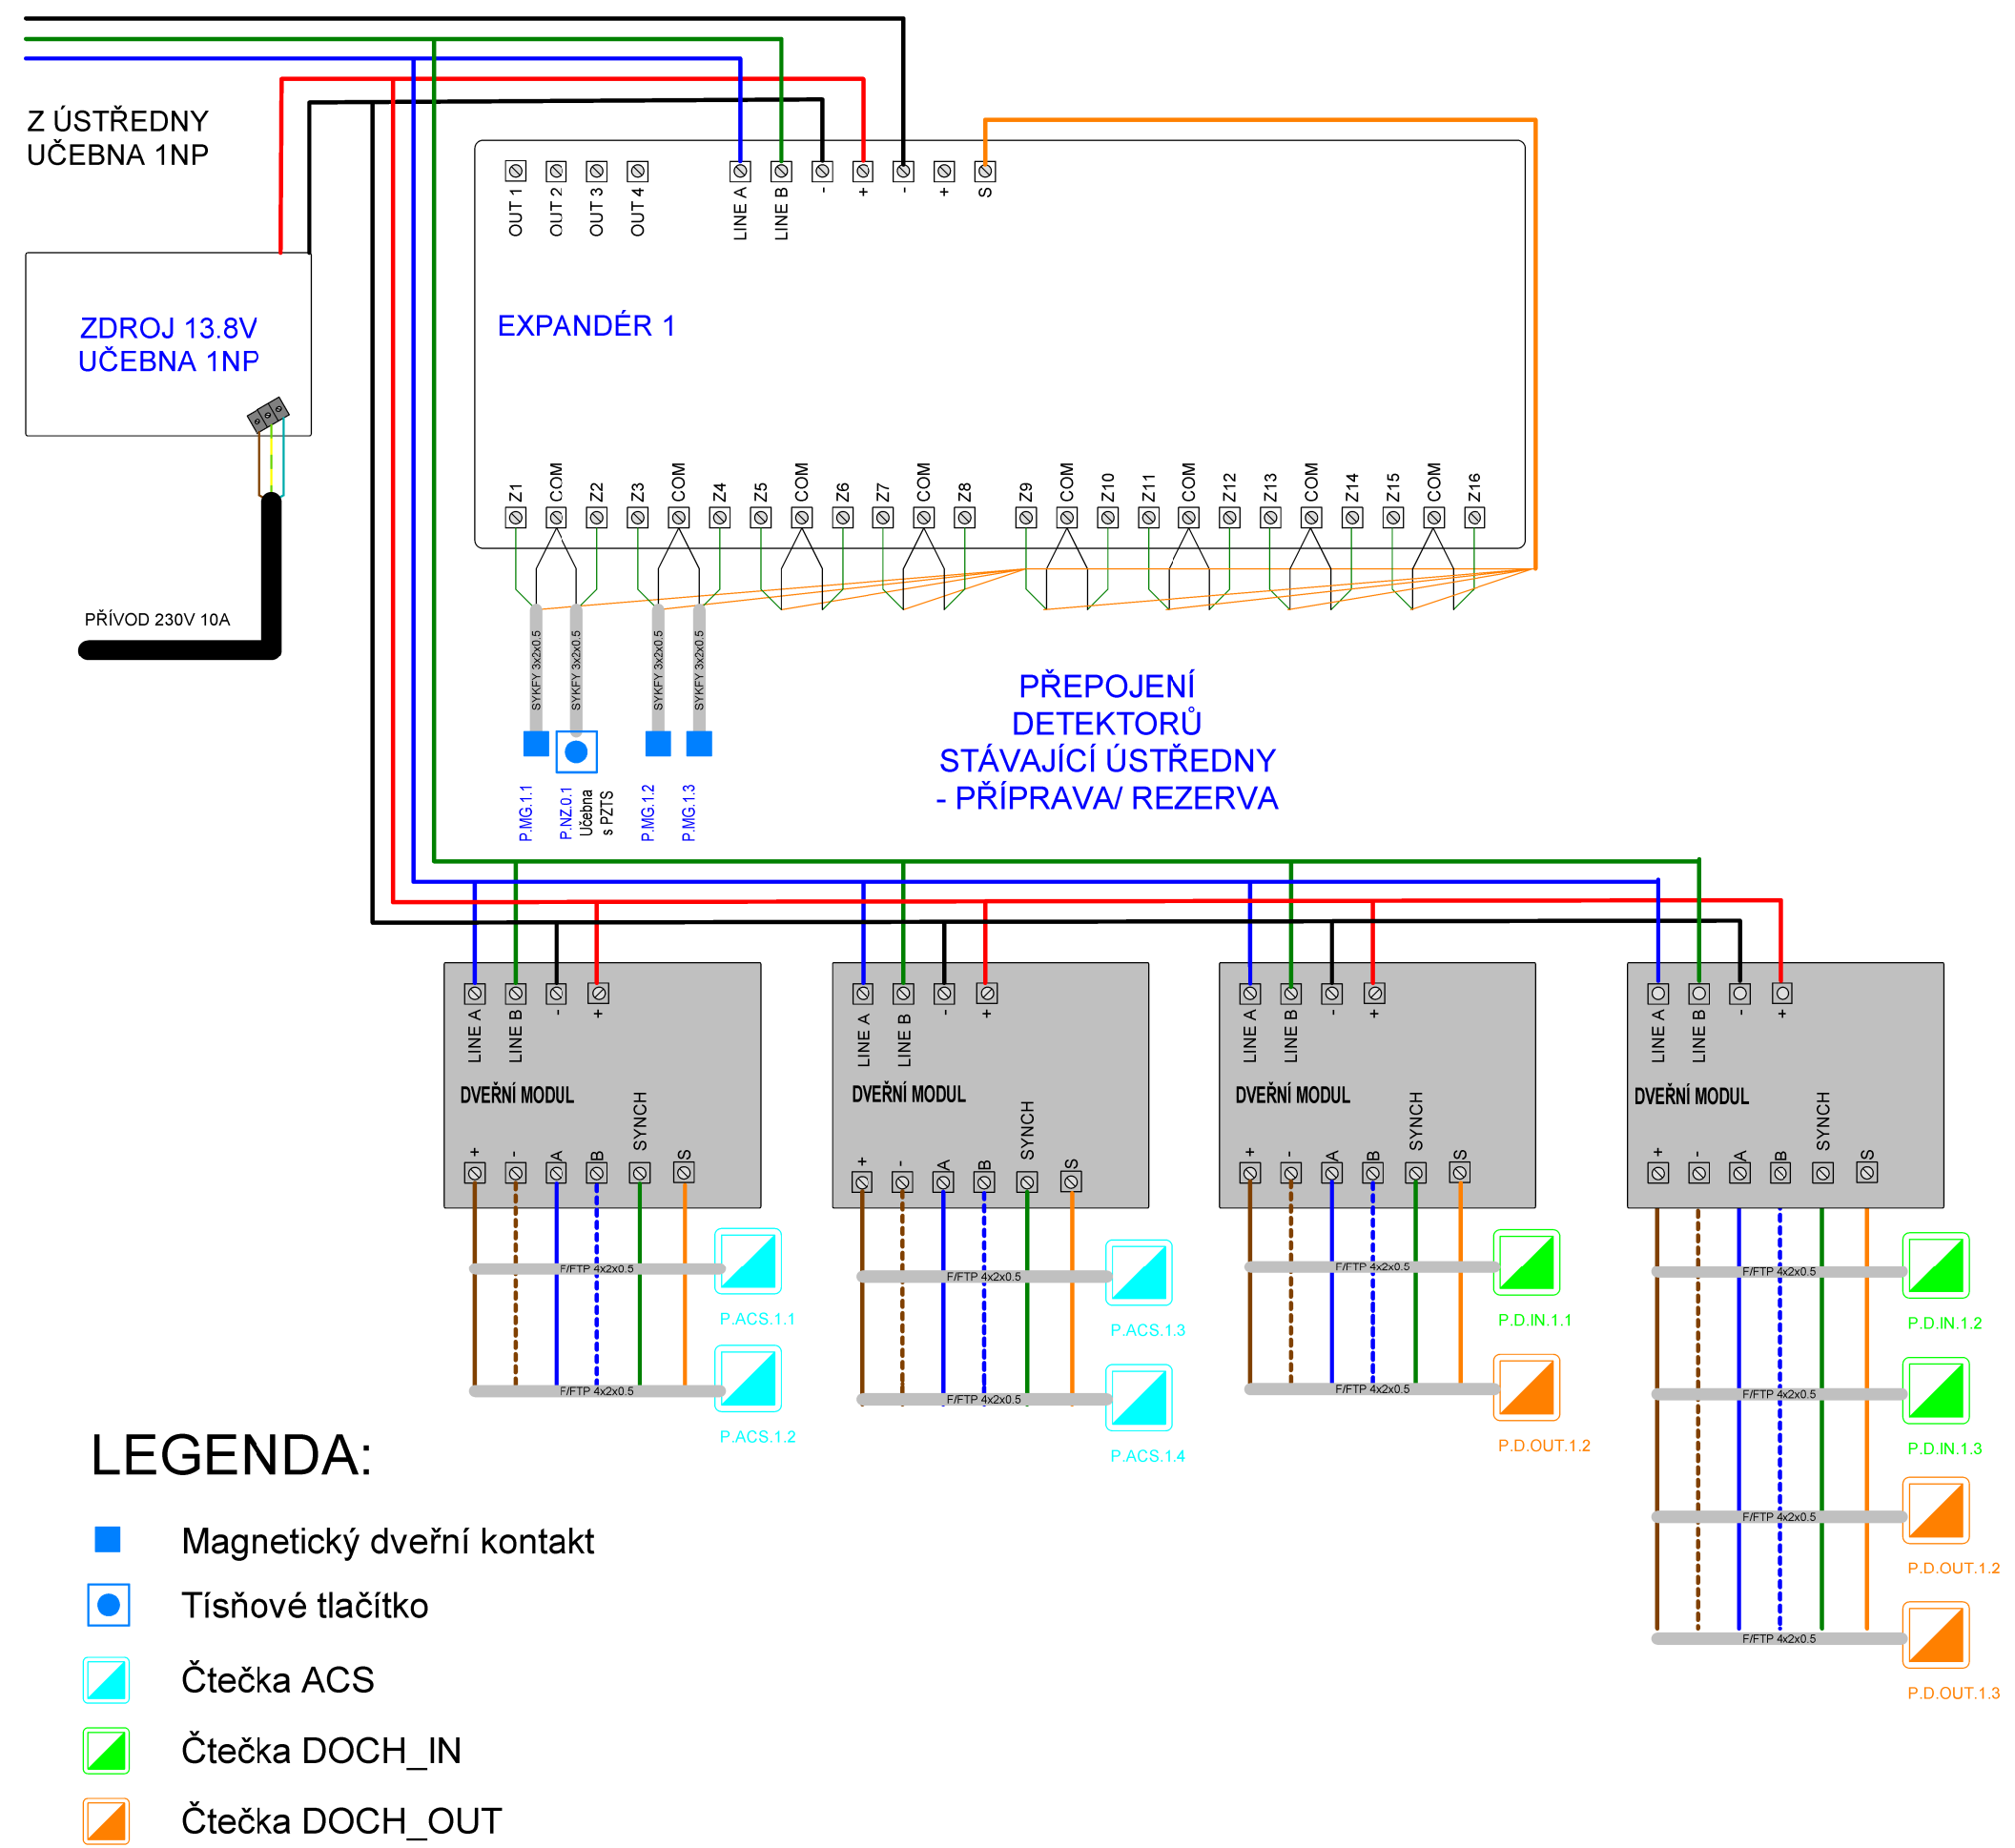 Z ÚSTŘEDNY
UČEBNA 1NP
OUT 1
OUT 2
OUT 3
OUT 4
LINE A
LINE B
-
+
-
+
S
ZDROJ 13.8V
UČEBNA 1NP
EXPANDÉR 1
Z1
COM
Z2
Z3
COM
Z4
Z5
COM
Z6
Z7
COM
Z8
Z9
COM
Z10
Z11
COM
Z12
Z13
COM
Z14
Z15
COM
Z16
PŘÍVOD 230V 10A
SYKFY 3x2x0.5
SYKFY 3x2x0.5
SYKFY 3x2x0.5
SYKFY 3x2x0.5
PŘEPOJENÍ
DETEKTORŮ
STÁVAJÍCÍ ÚSTŘEDNY
- PŘÍPRAVA/ REZERVA
P.MG.1.1
P.NZ.0.1
Učebna
s PZTS
P.MG.1.2
P.MG.1.3
LINE A
LINE B
-
+
DVEŘNÍ MODUL
+
-
A
B
SYNCH
S
F/FTP 4x2x0.5
P.ACS.1.1
F/FTP 4x2x0.5
P.ACS.1.2
LINE A
LINE B
-
+
DVEŘNÍ MODUL
+
-
A
B
SYNCH
S
F/FTP 4x2x0.5
P.ACS.1.3
F/FTP 4x2x0.5
P.ACS.1.4
LINE A
LINE B
-
+
DVEŘNÍ MODUL
+
-
A
B
SYNCH
S
F/FTP 4x2x0.5
P.D.IN.1.1
F/FTP 4x2x0.5
P.D.OUT.1.2
LINE A
LINE B
-
+
DVEŘNÍ MODUL
+
-
A
B
SYNCH
S
F/FTP 4x2x0.5
P.D.IN.1.2
F/FTP 4x2x0.5
P.D.IN.1.3
F/FTP 4x2x0.5
P.D.OUT.1.2
F/FTP 4x2x0.5
P.D.OUT.1.3
LEGENDA:
Magnetický dveřní kontakt
Tísňové tlačítko
Čtečka ACS
Čtečka DOCH_IN
Čtečka DOCH_OUT